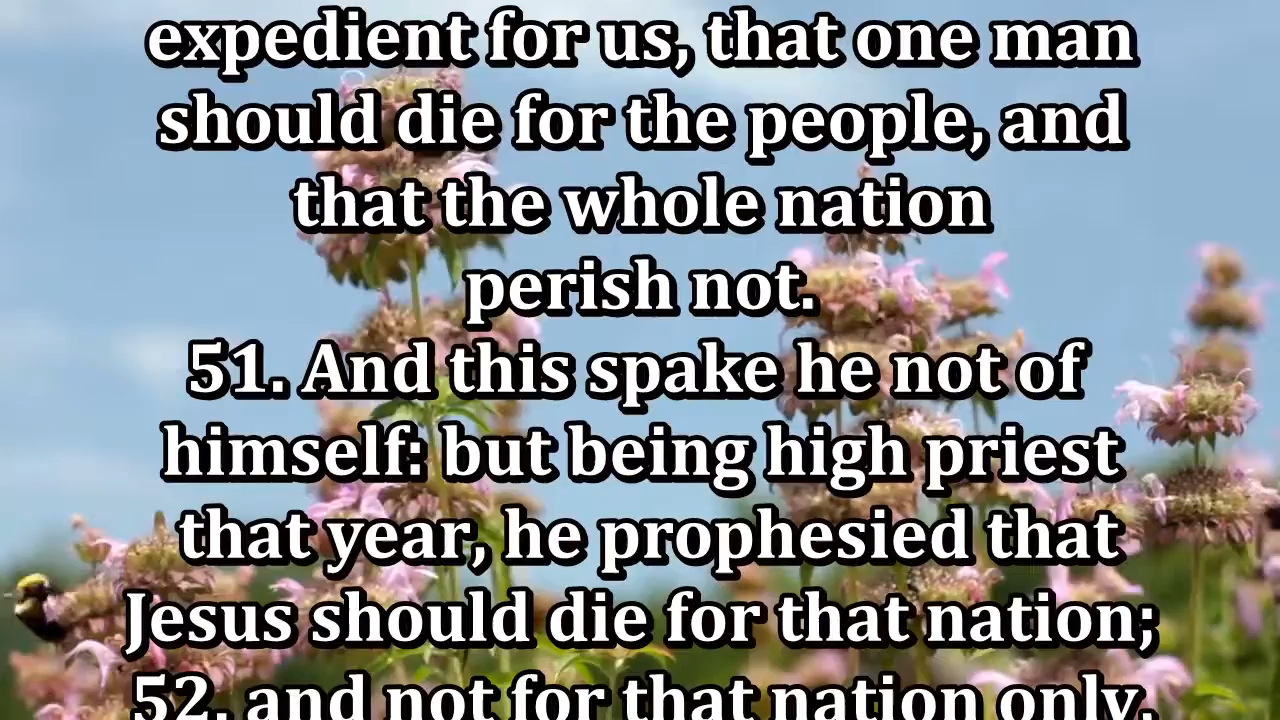 expedient for us, that one man
should die for the people, and
that the whole nation
perish not.
51. And this spake he not of
himself: but being high priest
that year, he prophesied that
Jesus should die for that nation;
52. and not for that nation only,